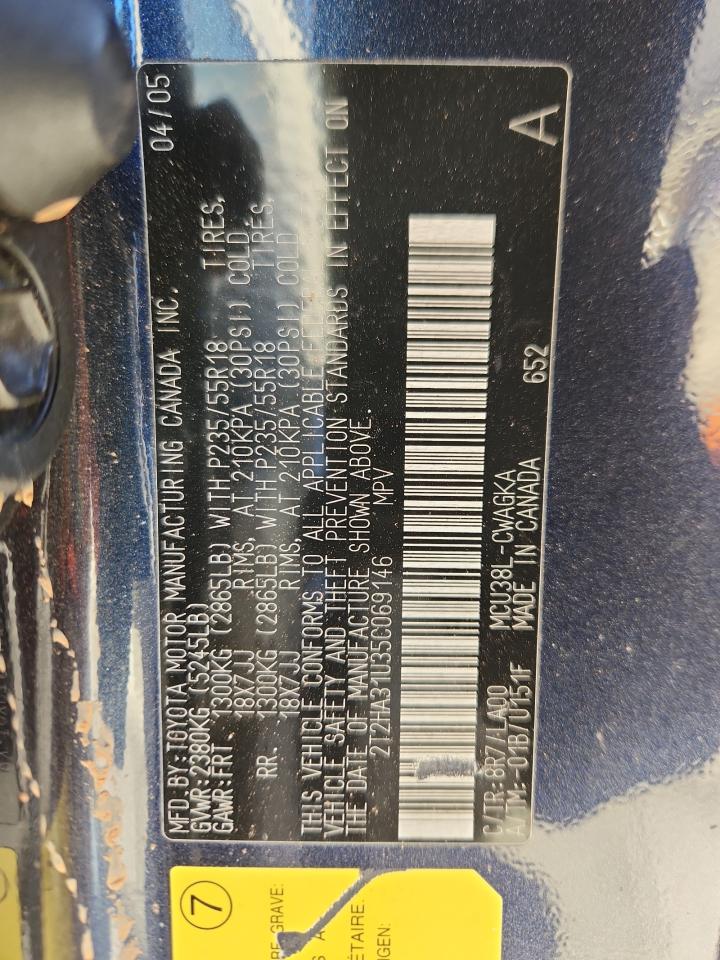 MFD.BY:TOYOTA MOTOR MANUFACTURING CANADA INC. 04/05
GVWR:2380KG (5245LB)
GAWR:FRT 1300KG (2865LB) WITH P235/55R18 TIRES,
18X7JJ RIMS, AT 210KPA (30PSI) COLD
RR. 1300KG (2865LB) WITH P235/55R18 TIRES,
18X7JJ RIMS, AT 210KPA (30PSI) COLD
THIS VEHICLE CONFORMS TO ALL APPLICABLE FEDERAL
VEHICLE SAFETY AND THEFT PREVENTION STANDARDS IN EFFECT ON
THE DATE OF MANUFACTURE SHOWN ABOVE.
2T2HA31U35C069146 MPV
C/TR:8R7/LA00 MCU38L-CWAGKA 652 A
A/TM:-01B/U151F MADE IN CANADA
7
GRAVE:
ÉTAIRE.